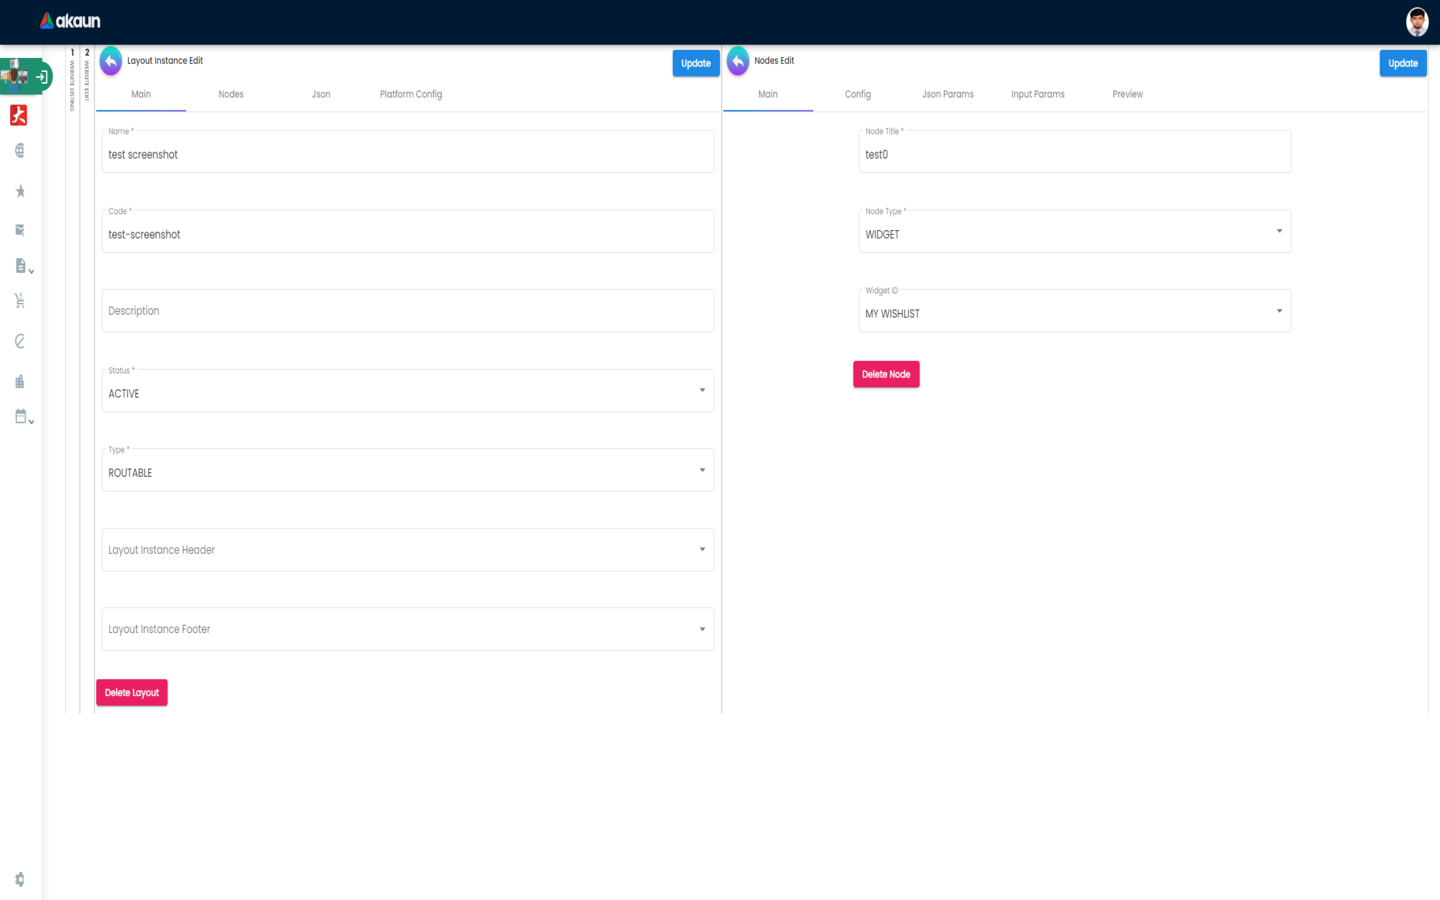 akaun
1 WEBSITE LISTING
2 WEBSITE EDIT
Layout Instance Edit
Update
Main Nodes Json Platform Config
Name *
test screenshot
Code *
test-screenshot
Description
Status *
ACTIVE
Type *
ROUTABLE
Layout Instance Header
Layout Instance Footer
Delete Layout
Nodes Edit
Update
Main Config Json Params Input Params Preview
Node Title *
test0
Node Type *
WIDGET
Widget ID
MY WISHLIST
Delete Node